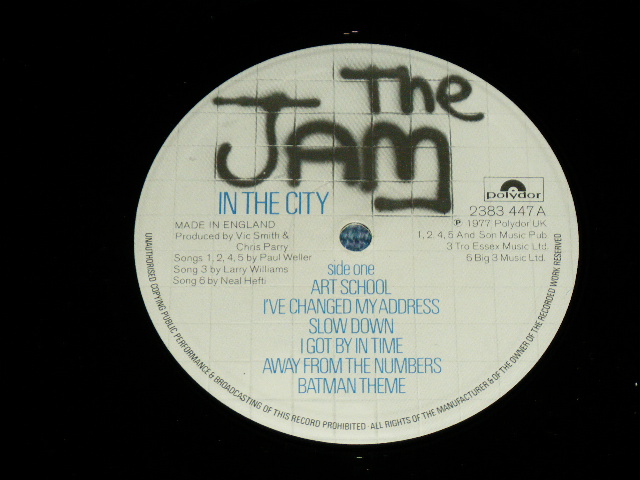 The
JAM
IN THE CITY
polydor
2383 447 A
MADE IN ENGLAND
Produced by Vic Smith &
Chris Parry
Songs 1, 2, 4, 5 by Paul Weller
Song 3 by Larry Williams
Song 6 by Neal Hefti
P 1977 Polydor UK
1, 2, 4, 5 And Son Music Pub.
3 Tro Essex Music Ltd.
6 Big 3 Music Ltd.
side one
ART SCHOOL
I'VE CHANGED MY ADDRESS
SLOW DOWN
I GOT BY IN TIME
AWAY FROM THE NUMBERS
BATMAN THEME
UNAUTHORISED COPYING PUBLIC PERFORMANCE & BROADCASTING OF THIS RECORD PROHIBITED · ALL RIGHTS OF THE MANUFACTURER & OF THE OWNER OF THE RECORDED WORK RESERVED